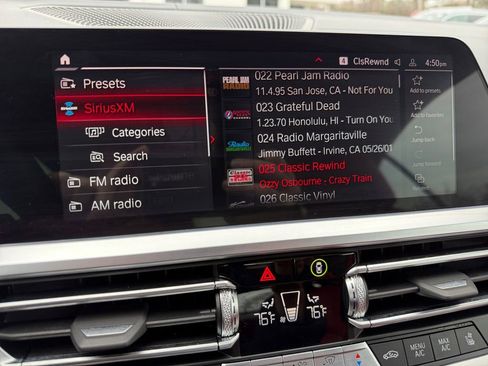 4 ClsRewnd 4:50pm
Presets
SiriusXM
Categories
Search
FM radio
AM radio
PEARL JAM
RADIO
022 Pearl Jam Radio
11.4.95 San Jose, CA - Not For You
023 Grateful Dead
1.23.70 Honolulu, HI - Turn On You
024 Radio Margaritaville
Jimmy Buffett - Irvine, CA 05/26/01
025 Classic Rewind
Ozzy Osbourne - Crazy Train
026 Classic Vinyl
Add to presets
Add to favorites
Jump back
Jump forward
76°F
76°F
MENU
A/C
MAX
A/C